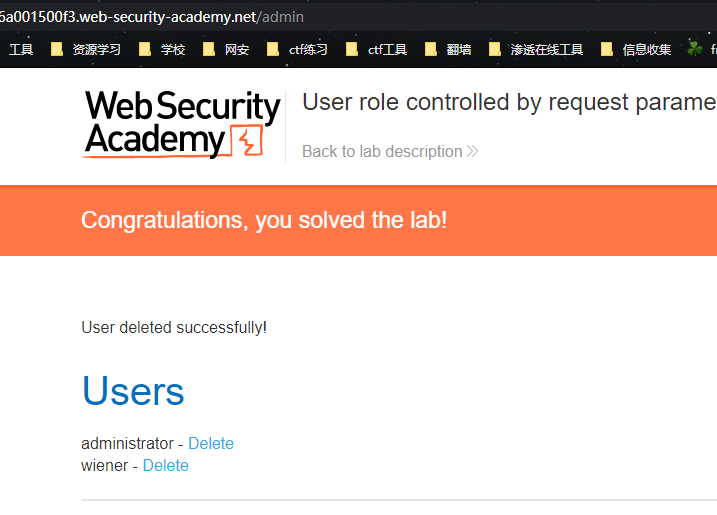 6a001500f3.web-security-academy.net/admin
工具 资源学习 学校 网安 ctf练习 ctf工具 翻墙 渗透在线工具 信息收集
Web Security
Academy
User role controlled by request parame
Back to lab description
Congratulations, you solved the lab!
User deleted successfully!
Users
administrator - Delete
wiener - Delete